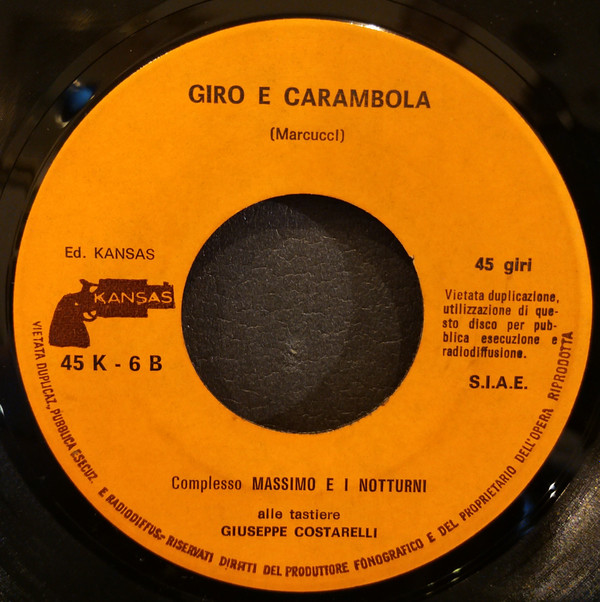 GIRO E CARAMBOLA
(Marcucci)
Ed. KANSAS
KANSAS
45 K - 6 B
45 giri
Vietata duplicazione,
utilizzazione di que-
sto disco per pub-
blica esecuzione e
radiodiffusione.
S.I.A.E.
Complesso MASSIMO E I NOTTURNI
alle tastiere
GIUSEPPE COSTARELLI
VIETATA DUPLICAZ., PUBBLICA ESECUZ. E RADIODIFFUS.- RISERVATI DIRITTI DEL PRODUTTORE FONOGRAFICO E DEL PROPRIETARIO DELL'OPERA RIPRODOTTA